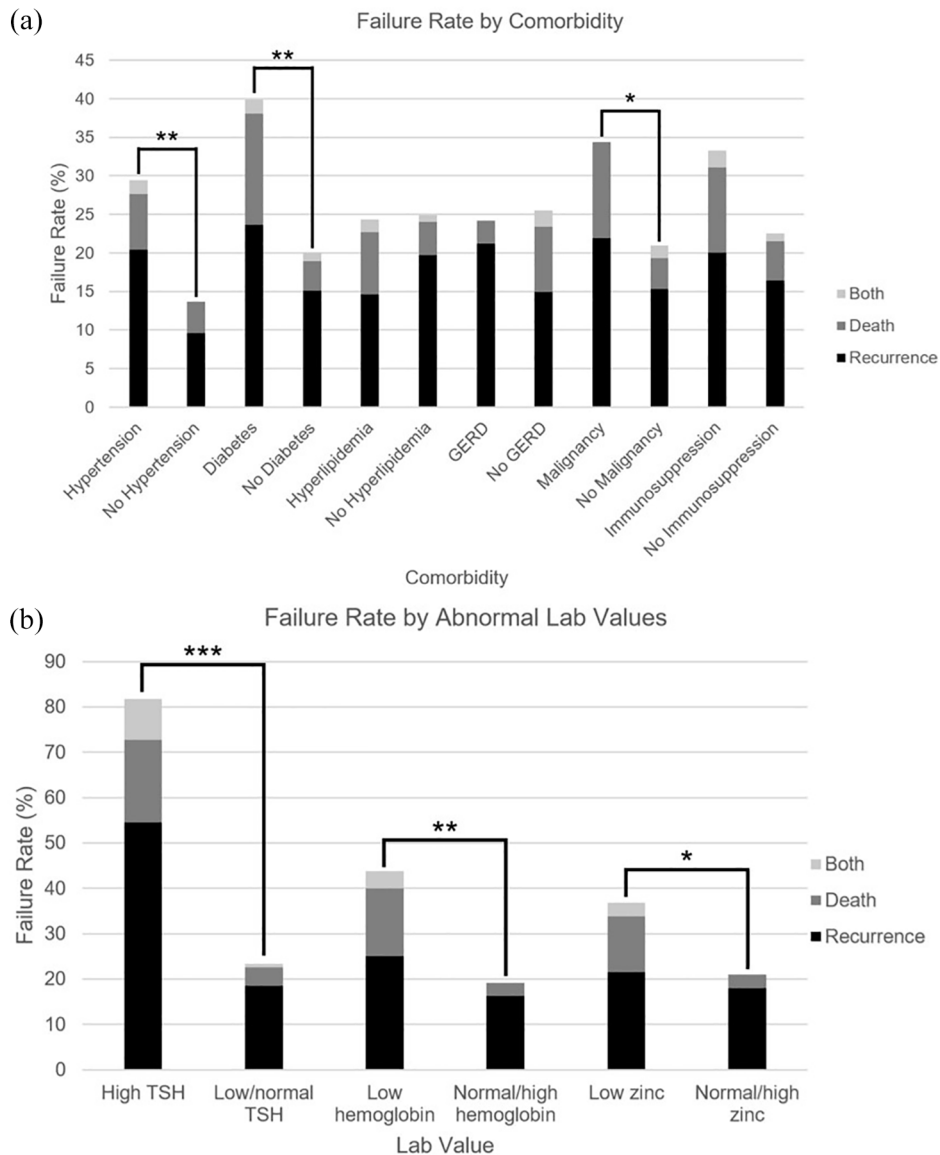 (a)
Failure Rate by Comorbidity
Failure Rate (%)
45
40
35
30
25
20
15
10
5
0
**
**
*
Both
Death
Recurrence
Hypertension
No Hypertension
Diabetes
No Diabetes
Hyperlipidemia
No Hyperlipidemia
GERD
No GERD
Malignancy
No Malignancy
Immunosuppression
No Immunosuppression
Comorbidity
(b)
Failure Rate by Abnormal Lab Values
Failure Rate (%)
90
80
70
60
50
40
30
20
10
0
***
**
*
Both
Death
Recurrence
High TSH
Low/normal
TSH
Low
hemoglobin
Normal/high
hemoglobin
Low zinc
Normal/high
zinc
Lab Value